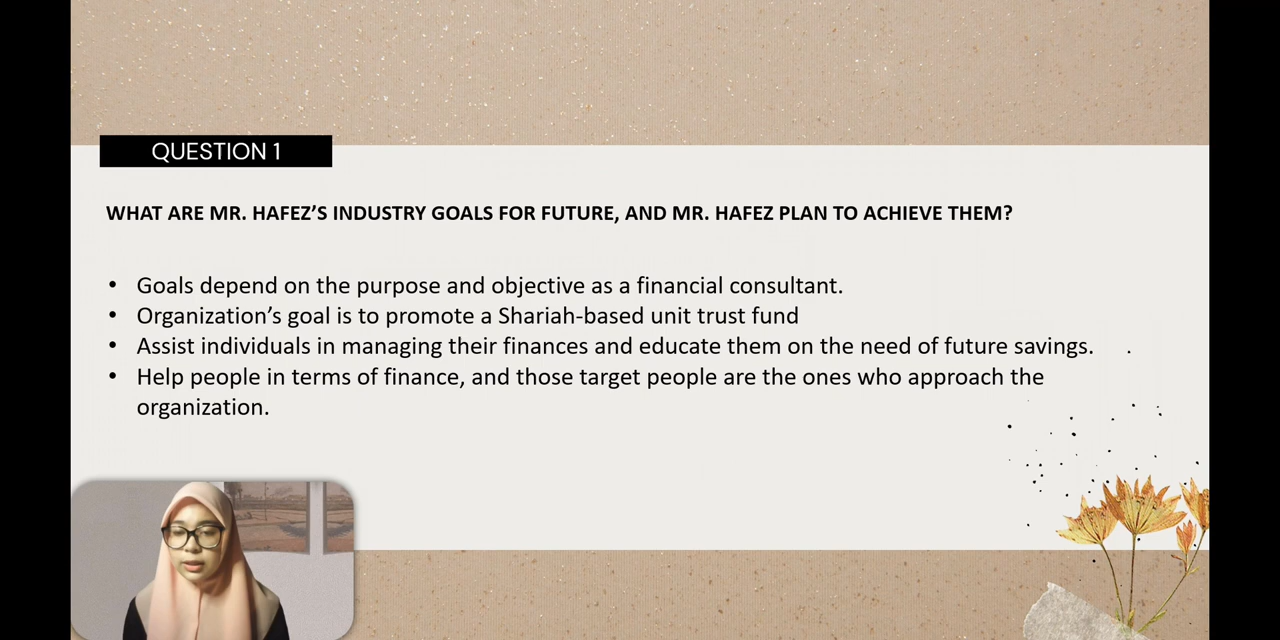 QUESTION 1
WHAT ARE MR. HAFEZ’S INDUSTRY GOALS FOR FUTURE, AND MR. HAFEZ PLAN TO ACHIEVE THEM?
• Goals depend on the purpose and objective as a financial consultant.
• Organization’s goal is to promote a Shariah-based unit trust fund
• Assist individuals in managing their finances and educate them on the need of future savings.
• Help people in terms of finance, and those target people are the ones who approach the
organization.